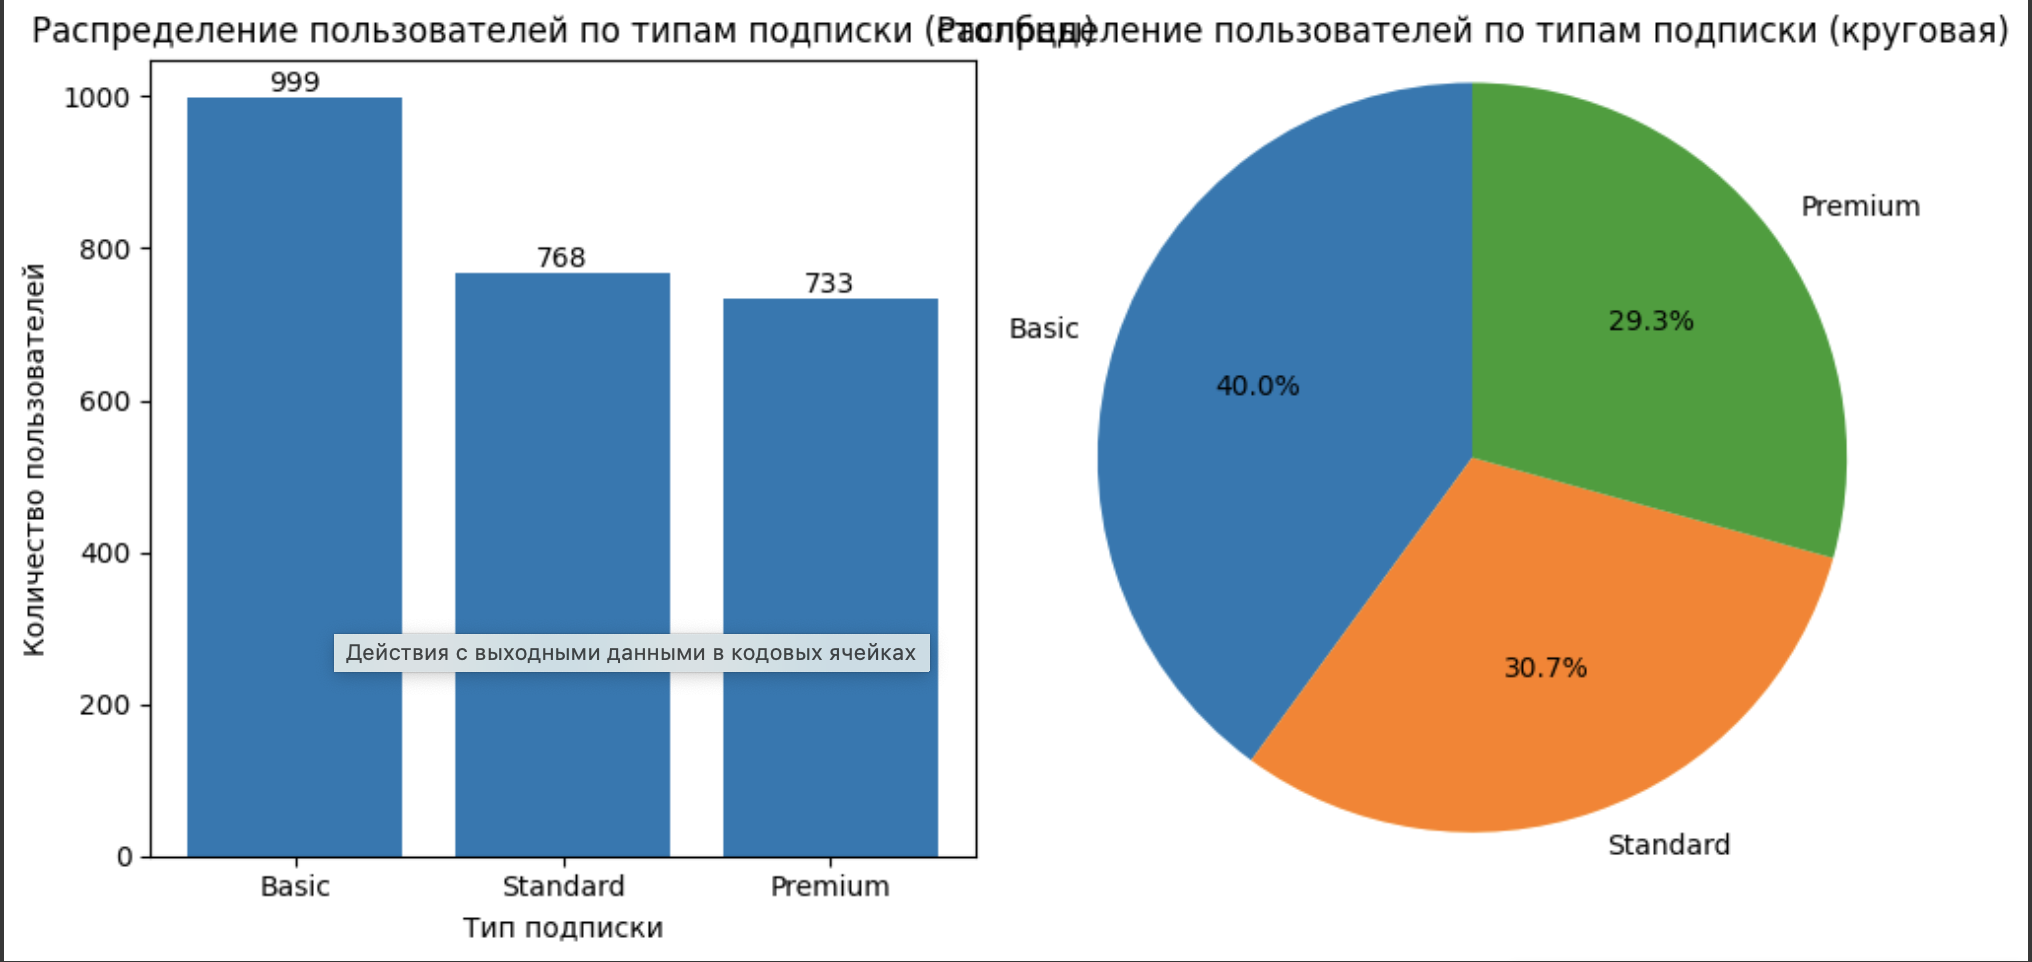 Распределение пользователей по типам подписки (столбцы)
Распределение пользователей по типам подписки (круговая)
1000
800
600
400
200
0
Количество пользователей
999
768
733
Действия с выходными данными в кодовых ячейках
Basic
Standard
Premium
Тип подписки
Premium
29.3%
Basic
40.0%
30.7%
Standard